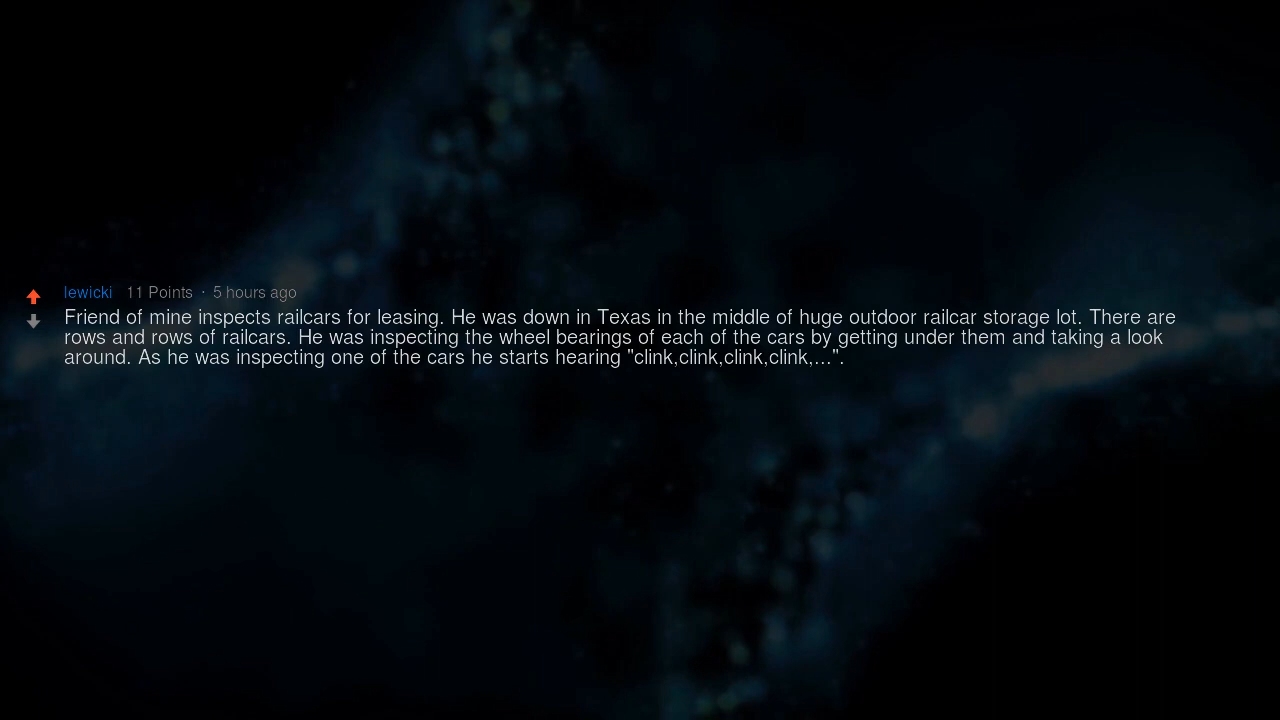 lewicki 11 Points · 5 hours ago
Friend of mine inspects railcars for leasing. He was down in Texas in the middle of huge outdoor railcar storage lot. There are
rows and rows of railcars. He was inspecting the wheel bearings of each of the cars by getting under them and taking a look
around. As he was inspecting one of the cars he starts hearing "clink,clink,clink,clink,...".